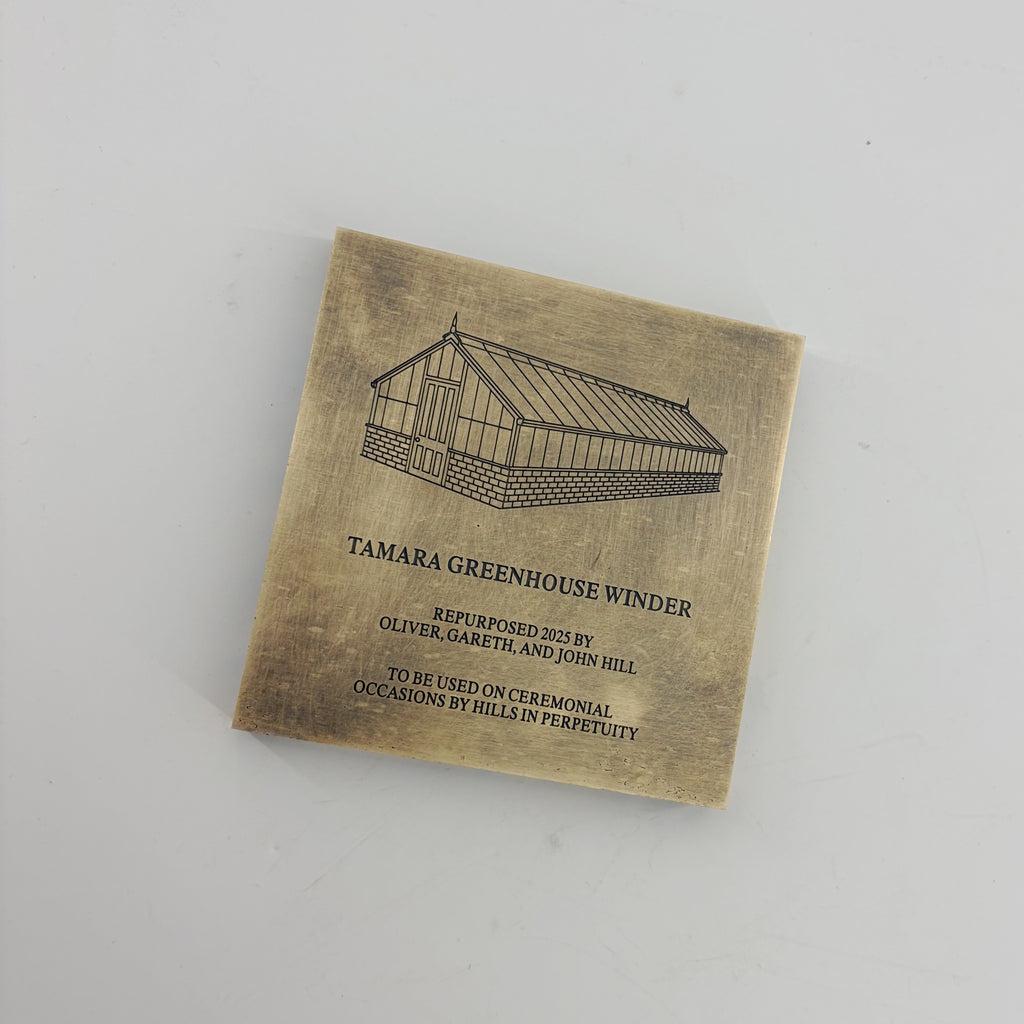 TAMARA GREENHOUSE WINDER
REPURPOSED 2025 BY
OLIVER, GARETH, AND JOHN HILL
TO BE USED ON CEREMONIAL
OCCASIONS BY HILLS IN PERPETUITY